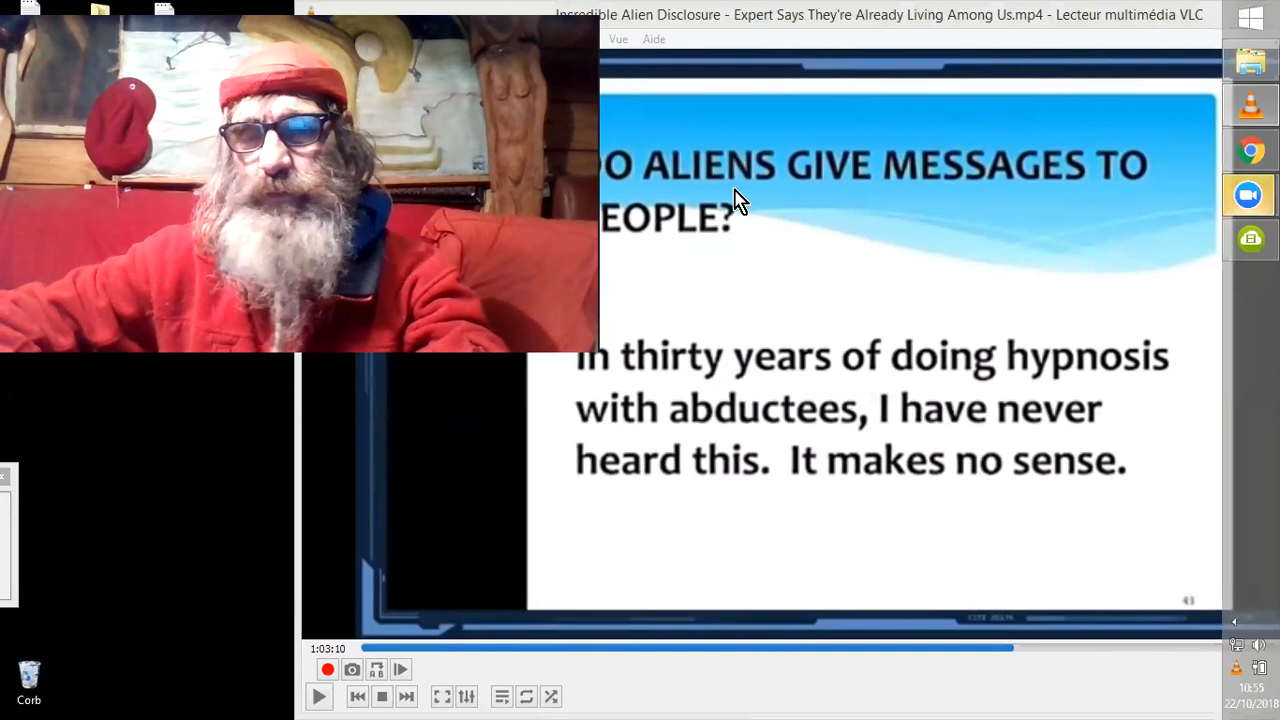 Incredible Alien Disclosure - Expert Says They're Already Living Among Us.mp4 - Lecteur multimédia VLC
Vue Aide
O ALIENS GIVE MESSAGES TO
EOPLE?
In thirty years of doing hypnosis
with abductees, I have never
heard this. It makes no sense.
43
1:03:10
Corb
10:55
22/10/2018